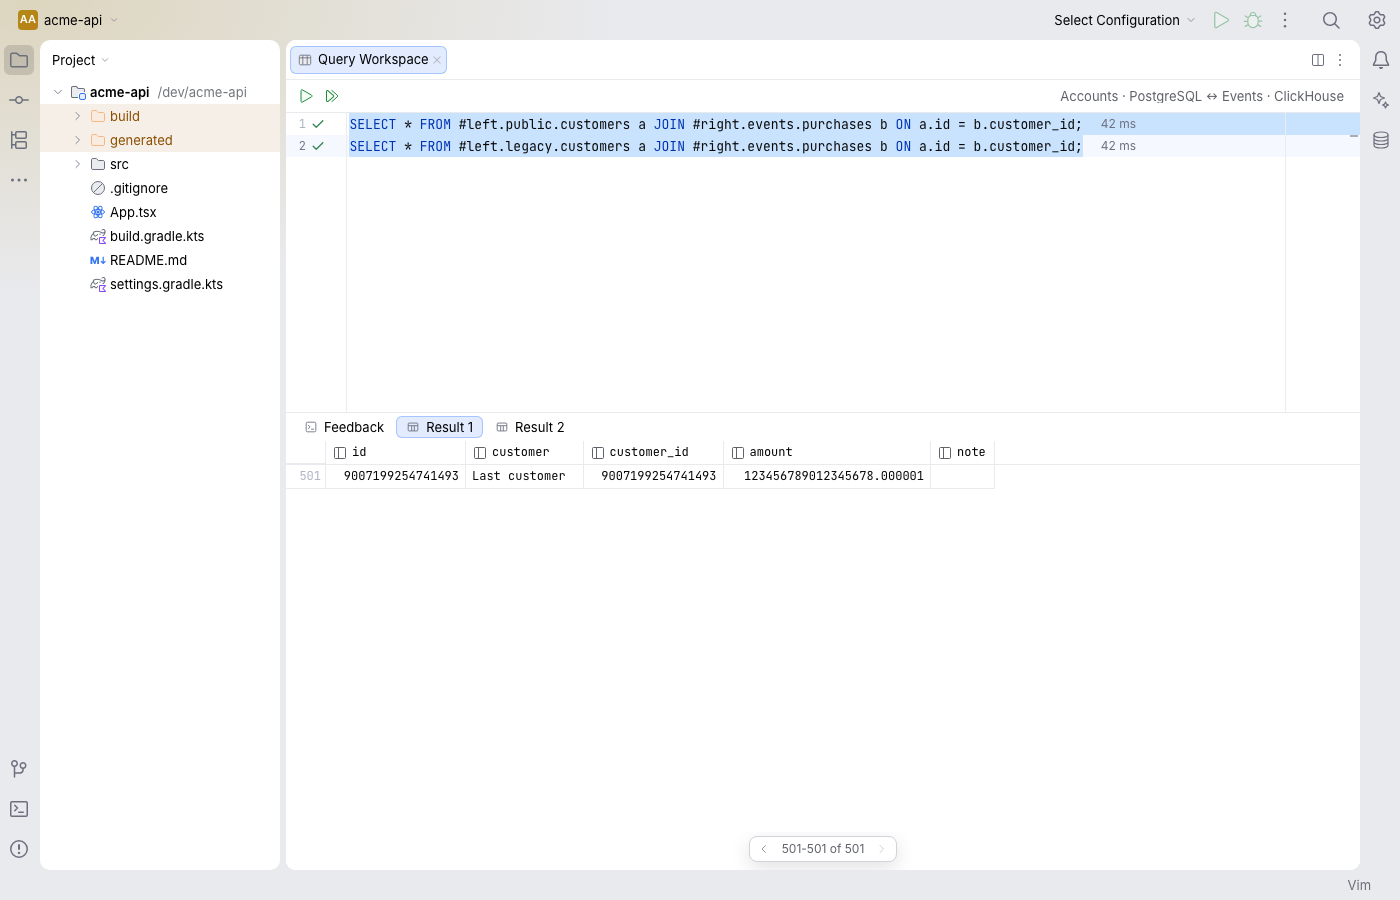 AA acme-api
Select Configuration
Project
acme-api /dev/acme-api
build
generated
src
.gitignore
App.tsx
build.gradle.kts
M↓ README.md
settings.gradle.kts
Query Workspace
Accounts · PostgreSQL ↔ Events · ClickHouse
1 SELECT * FROM #left.public.customers a JOIN #right.events.purchases b ON a.id = b.customer_id; 42 ms
2 SELECT * FROM #left.legacy.customers a JOIN #right.events.purchases b ON a.id = b.customer_id; 42 ms
Feedback Result 1 Result 2
id customer customer_id amount note
501 9007199254741493 Last customer 9007199254741493 123456789012345678.000001
501-501 of 501
Vim